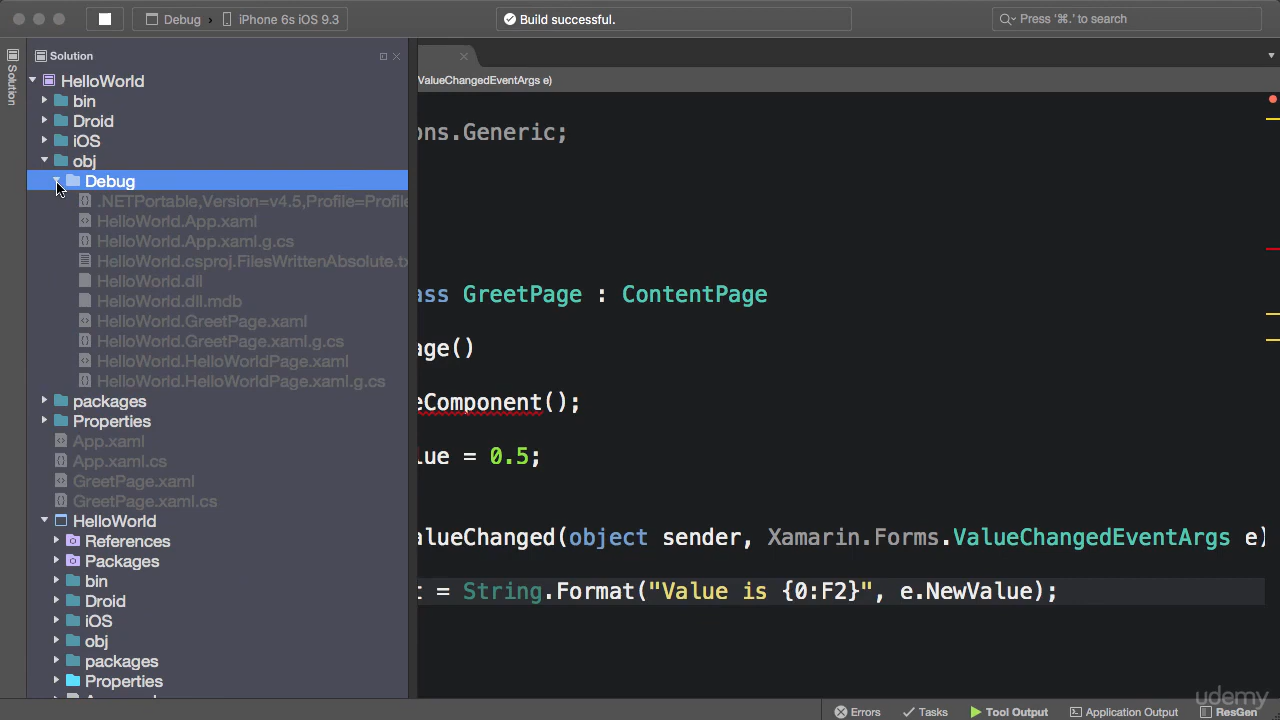 Debug › iPhone 6s iOS 9.3
Build successful.
Press '⌘.' to search
Solution
Solution
HelloWorld
bin
Droid
iOS
obj
Debug
.NETPortable,Version=v4.5,Profile=Profile
HelloWorld.App.xaml
HelloWorld.App.xaml.g.cs
HelloWorld.csproj.FilesWrittenAbsolute.tx
HelloWorld.dll
HelloWorld.dll.mdb
HelloWorld.GreetPage.xaml
HelloWorld.GreetPage.xaml.g.cs
HelloWorld.HelloWorldPage.xaml
HelloWorld.HelloWorldPage.xaml.g.cs
packages
Properties
App.xaml
App.xaml.cs
GreetPage.xaml
GreetPage.xaml.cs
HelloWorld
References
Packages
bin
Droid
iOS
obj
packages
Properties
ValueChangedEventArgs e)
ons.Generic;
ass GreetPage : ContentPage
age()
eComponent();
lue = 0.5;
alueChanged(object sender, Xamarin.Forms.ValueChangedEventArgs e)
t = String.Format("Value is {0:F2}", e.NewValue);
Errors Tasks Tool Output Application Output ResGen
udemy